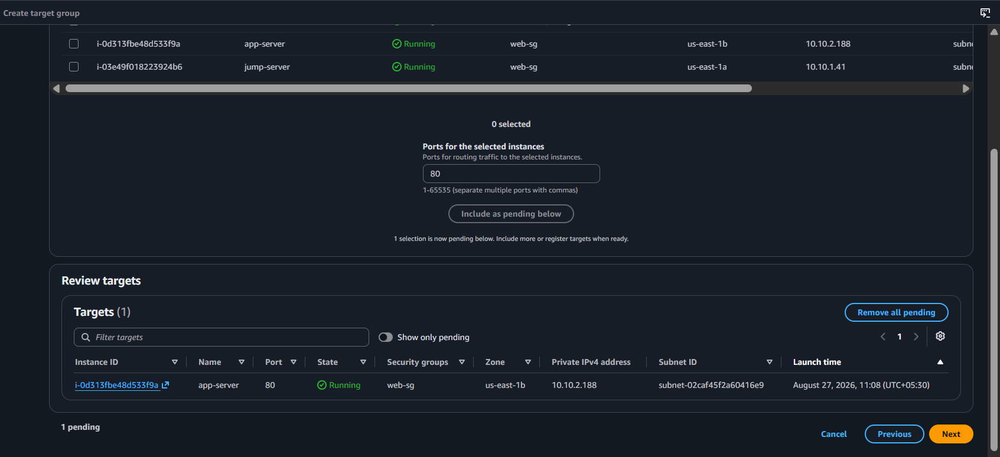 Create target group
i-0d313fbe48d533f9a app-server Running web-sg us-east-1b 10.10.2.188 subne
i-03e49f018223924b6 jump-server Running web-sg us-east-1a 10.10.1.41 subne
0 selected
Ports for the selected instances
Ports for routing traffic to the selected instances.
80
1-65535 (separate multiple ports with commas)
Include as pending below
1 selection is now pending below. Include more or register targets when ready.
Review targets
Targets (1)
Remove all pending
Filter targets Show only pending 1
Instance ID Name Port State Security groups Zone Private IPv4 address Subnet ID Launch time
i-0d313fbe48d533f9a app-server 80 Running web-sg us-east-1b 10.10.2.188 subnet-02caf45f2a60416e9 August 27, 2026, 11:08 (UTC+05:30)
1 pending
Cancel Previous Next